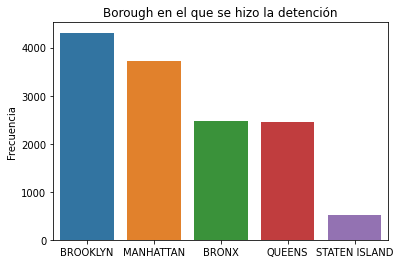 Borough en el que se hizo la detención
Frecuencia
4000
3000
2000
1000
0
BROOKLYN MANHATTAN BRONX QUEENS STATEN ISLAND